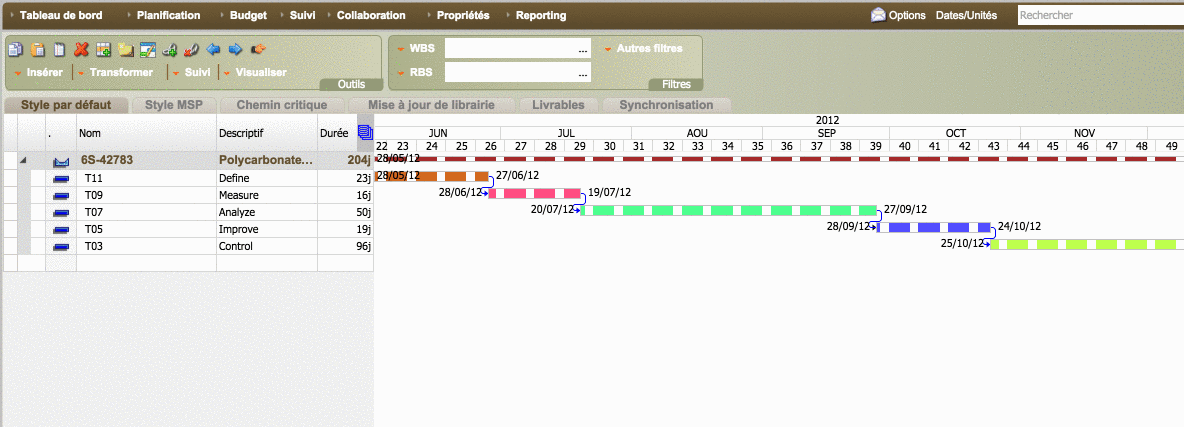 Tableau de bord Planification Budget Suivi Collaboration Propriétés Reporting Options Dates/Unités Rechercher
WBS ... Autres filtres
Insérer Transformer Suivi Visualiser RBS ...
Outils Filtres
Style par défaut Style MSP Chemin critique Mise à jour de librairie Livrables Synchronisation
2012
. Nom Descriptif Durée JUN JUL AOU SEP OCT NOV
22 23 24 25 26 27 28 29 30 31 32 33 34 35 36 37 38 39 40 41 42 43 44 45 46 47 48 49
6S-42783 Polycarbonate... 204j 28/05/12
T11 Define 23j 28/05/12 27/06/12
T09 Measure 16j 28/06/12 19/07/12
T07 Analyze 50j 20/07/12 27/09/12
T05 Improve 19j 28/09/12 24/10/12
T03 Control 96j 25/10/12